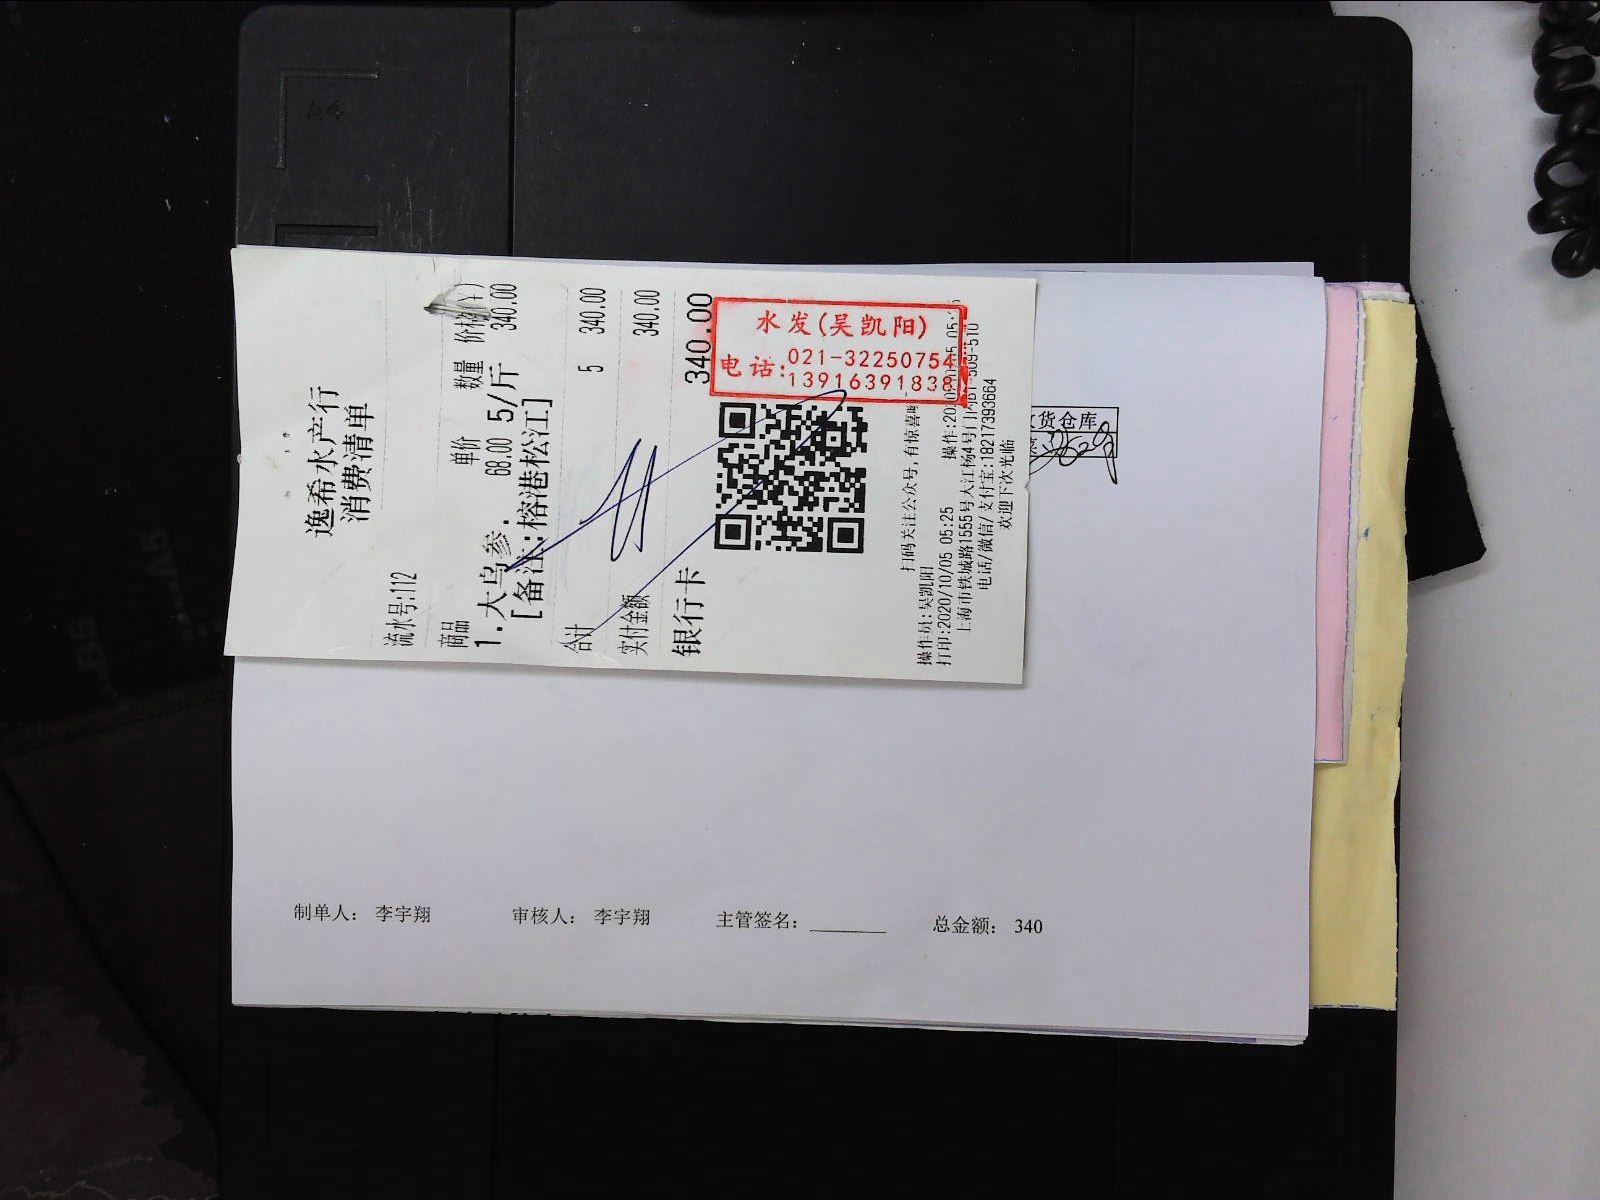 逸希水产行
消费清单
流水号:112
商品 单价 数量 价格(¥)
1.大乌参. 68.00 5/斤 340.00
[备注:榕港松江]
合计 5 340.00
实付金额 340.00
银行卡 340.00
水发(吴凯阳)
电话:021-32250754
13916391838
扫码关注公众号,有惊喜
操作员:吴凯阳 操作:20
打印:2020/10/05 05:25
上海市铁城路1555号大江杨4号门
电话/微信/支付宝:18217393664
欢迎下次光临
货仓库
制单人: 李宇翔 审核人: 李宇翔 主管签名: 总金额: 340